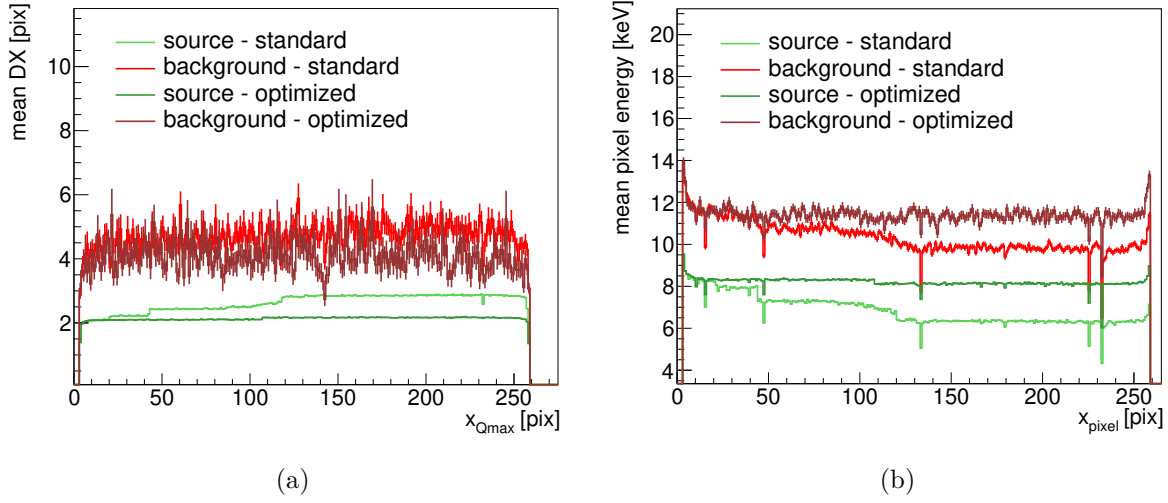 mean DX [pix]
10
8
6
4
2
0 50 100 150 200 250
x_Qmax [pix]
source - standard
background - standard
source - optimized
background - optimized
(a)
mean pixel energy [keV]
20
18
16
14
12
10
8
6
4
0 50 100 150 200 250
x_pixel [pix]
source - standard
background - standard
source - optimized
background - optimized
(b)